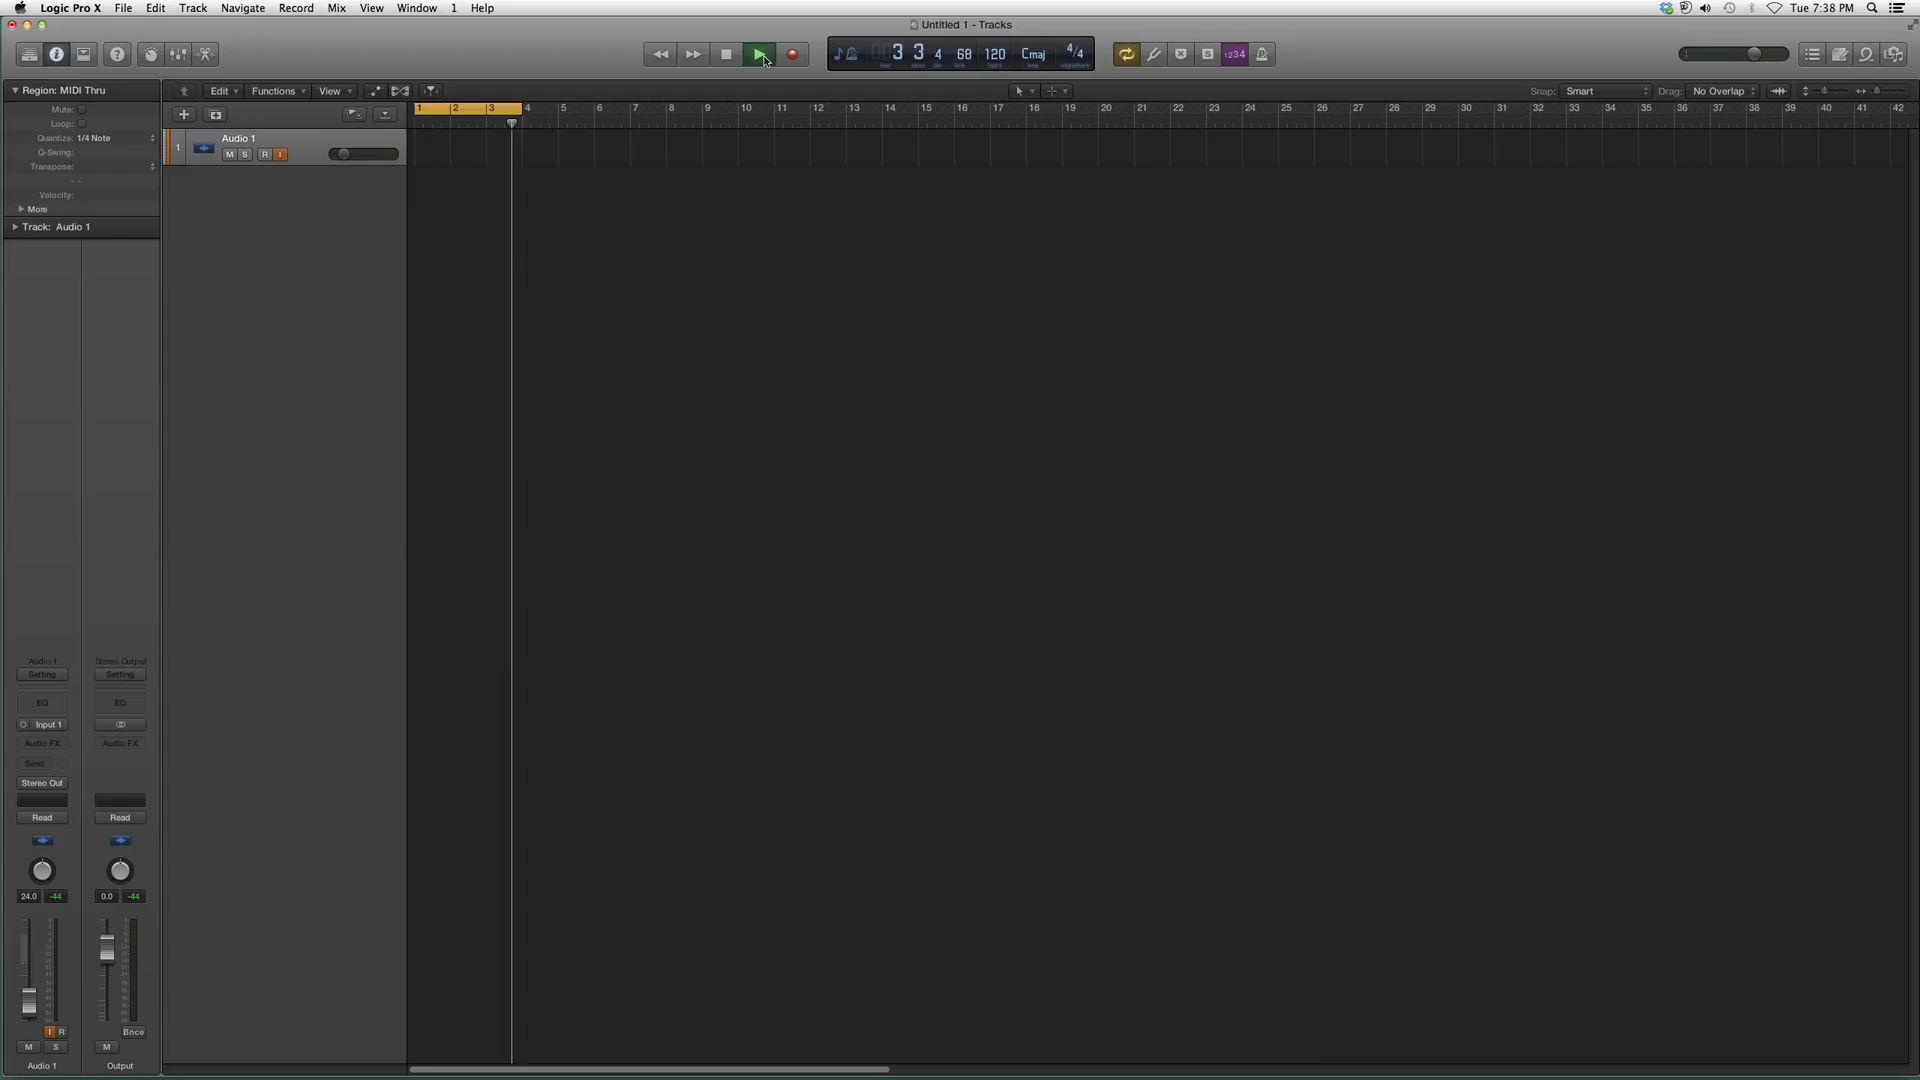 Logic Pro X File Edit Track Navigate Record Mix View Window 1 Help
Tue 7:38 PM
Untitled 1 - Tracks
3 3 4 68 120 Cmaj 4/4
bpm key signature
S 1234
Region: MIDI Thru
Mute:
Loop:
Quantize: 1/4 Note
Q-Swing:
Transpose:
- -
Velocity:
More
Track: Audio 1
Edit Functions View
Snap: Smart Drag: No Overlap
1 2 3 4 5 6 7 8 9 10 11 12 13 14 15 16 17 18 19 20 21 22 23 24 25 26 27 28 29 30 31 32 33 34 35 36 37 38 39 40 41 42
1 Audio 1
M S R I
Audio 1 Stereo Output
Setting Setting
EQ EQ
Input 1
Audio FX Audio FX
Send
Stereo Out
Read Read
24.0 -44 0.0 -44
I R Bnce
M S M
Audio 1 Output